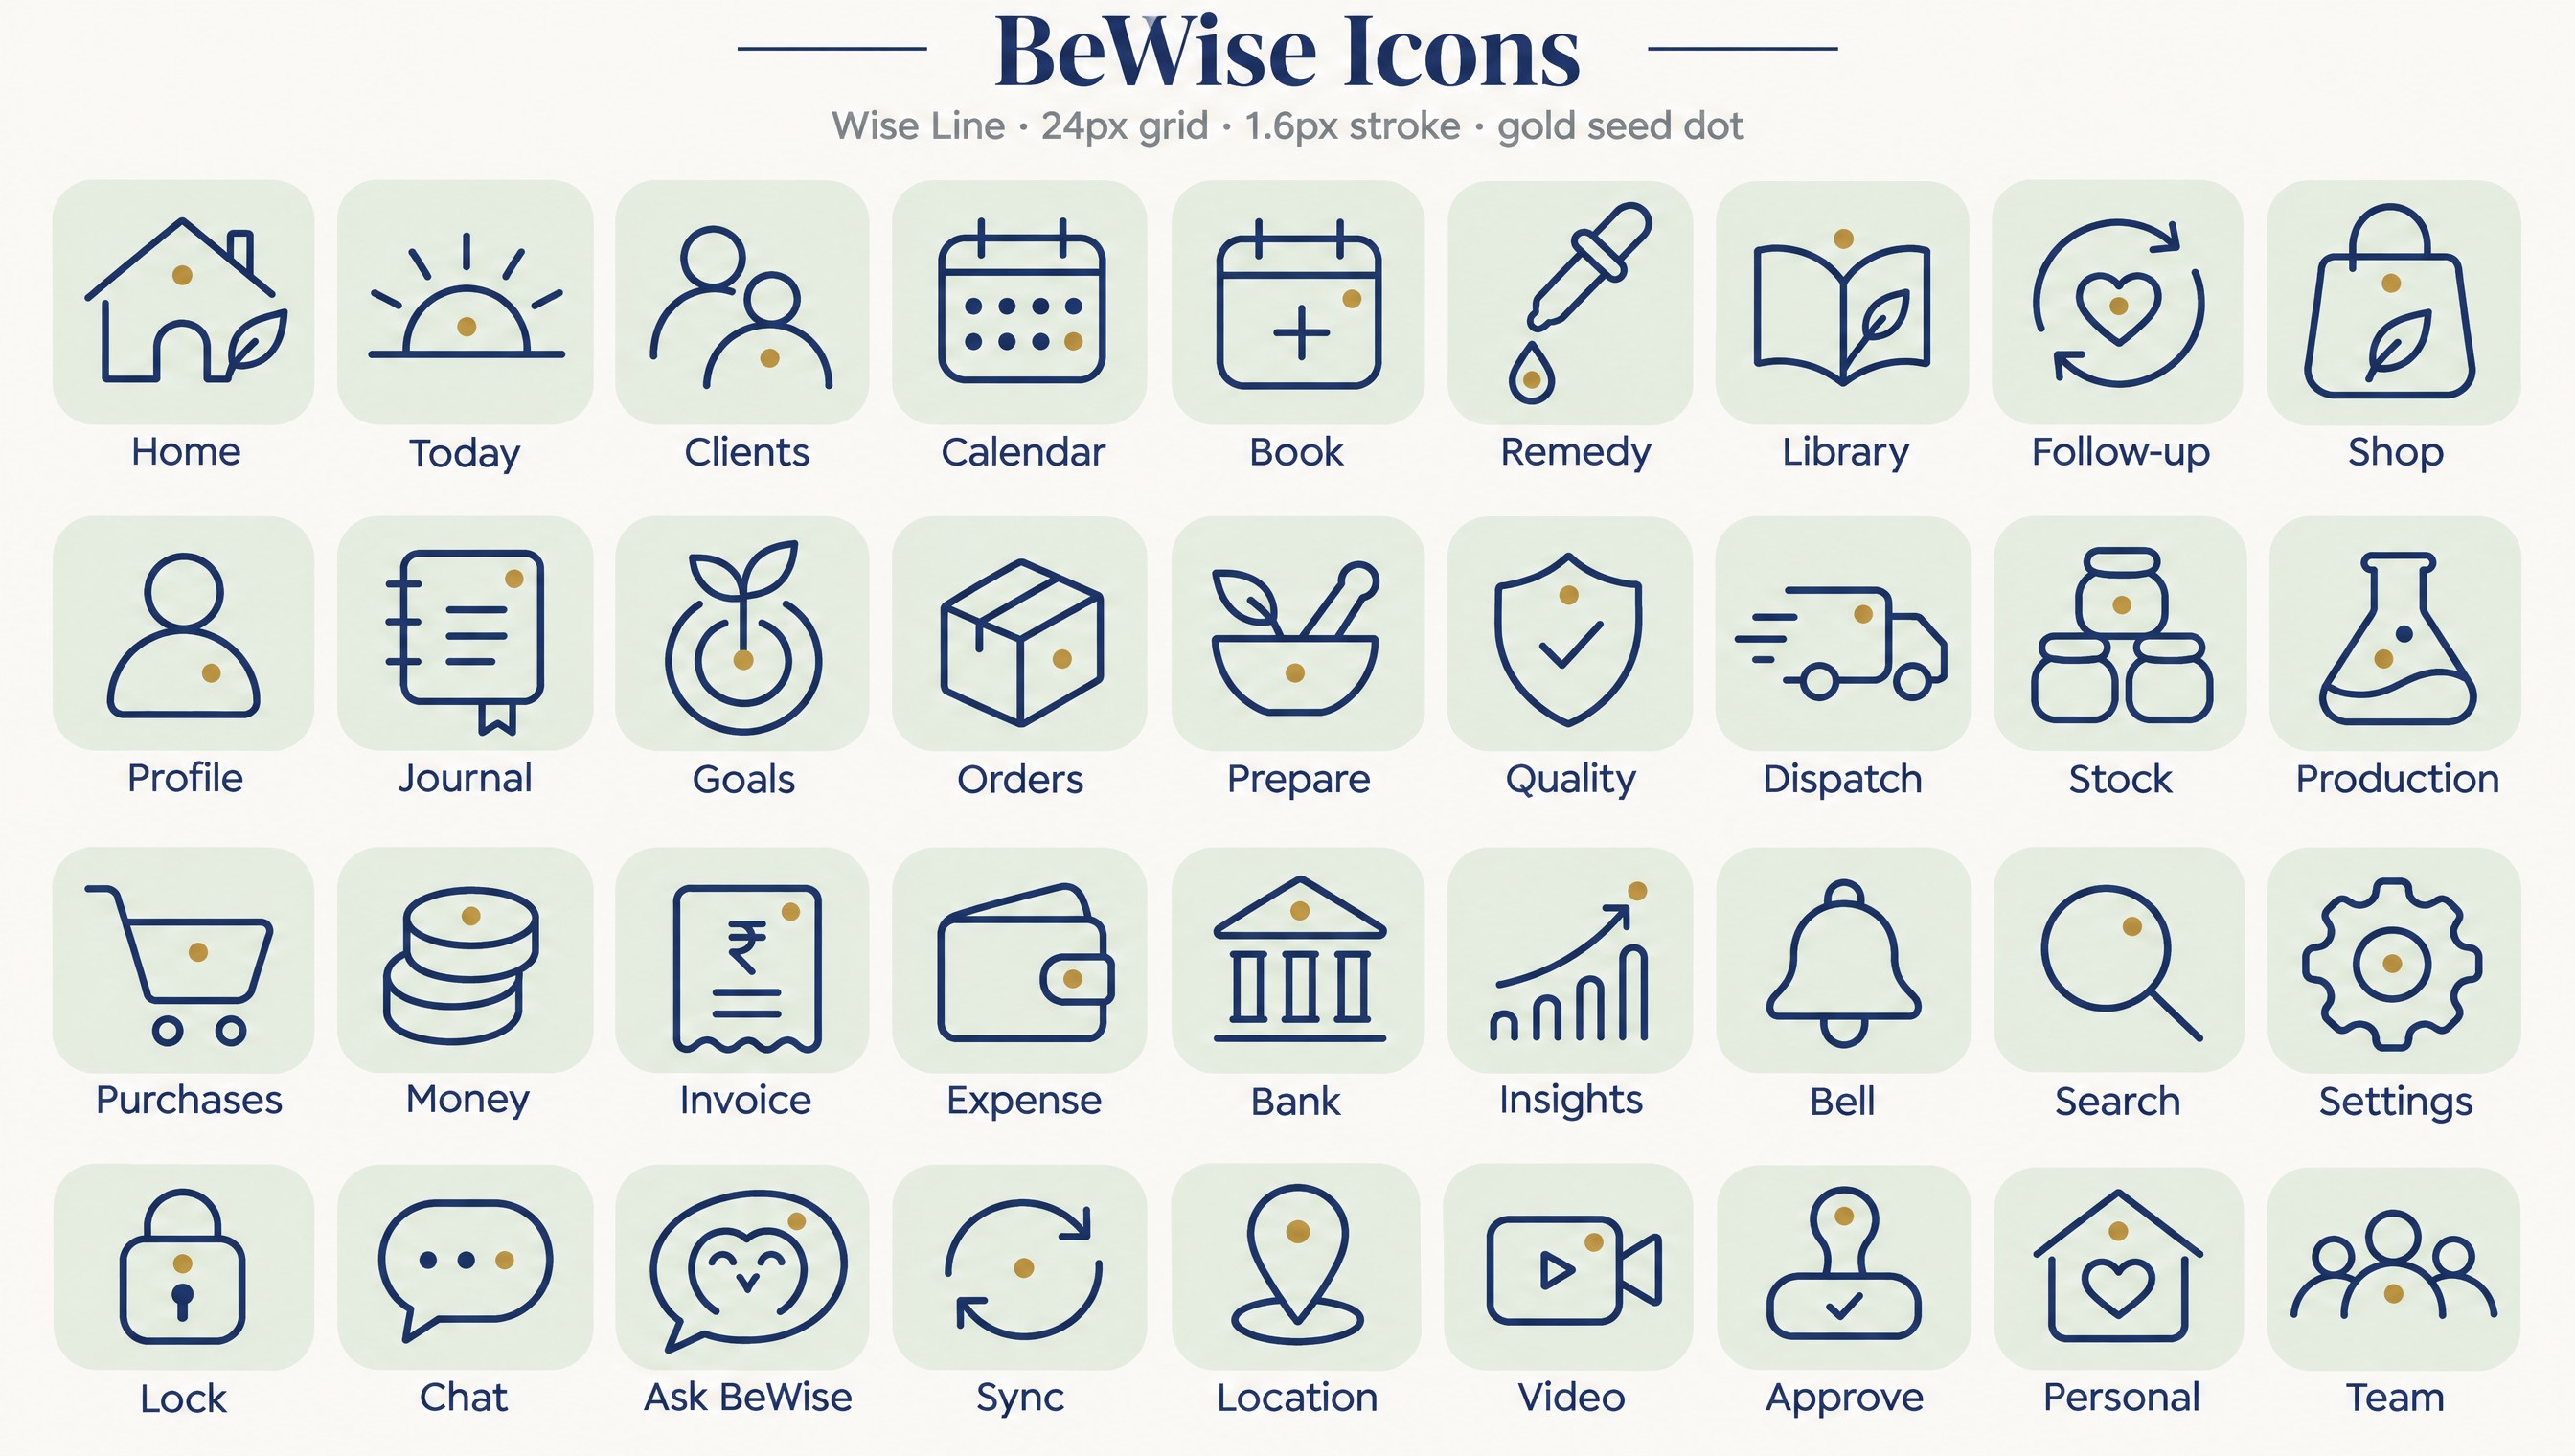 BeWise Icons
Wise Line · 24px grid · 1.6px stroke · gold seed dot
Home Today Clients Calendar Book Remedy Library Follow-up Shop
Profile Journal Goals Orders Prepare Quality Dispatch Stock Production
₹
Purchases Money Invoice Expense Bank Insights Bell Search Settings
Lock Chat Ask BeWise Sync Location Video Approve Personal Team